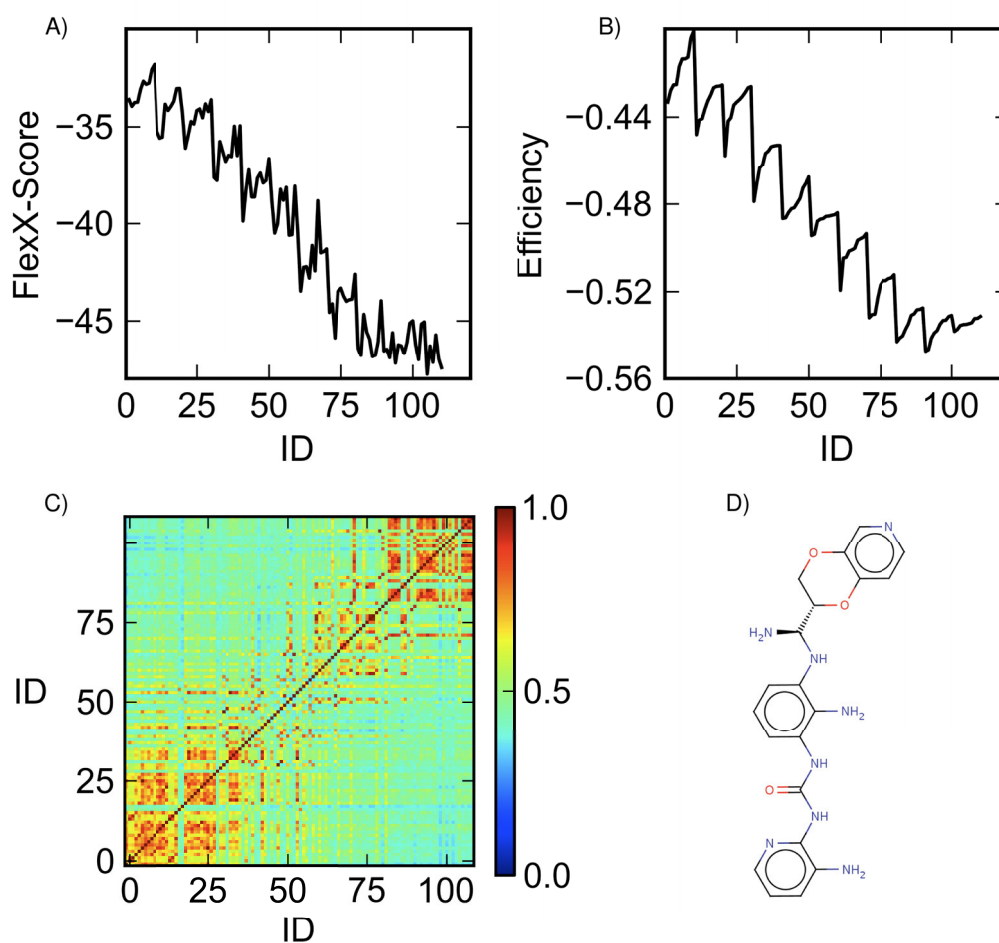 A)
FlexX-Score
−35
−40
−45
0 25 50 75 100
ID
B)
Efficiency
−0.44
−0.48
−0.52
−0.56
0 25 50 75 100
ID
C)
ID
75
50
25
0
0 25 50 75 100
ID
1.0
0.5
0.0
D)
N
O
O
H₂N
NH
NH₂
NH
O
NH
N
NH₂